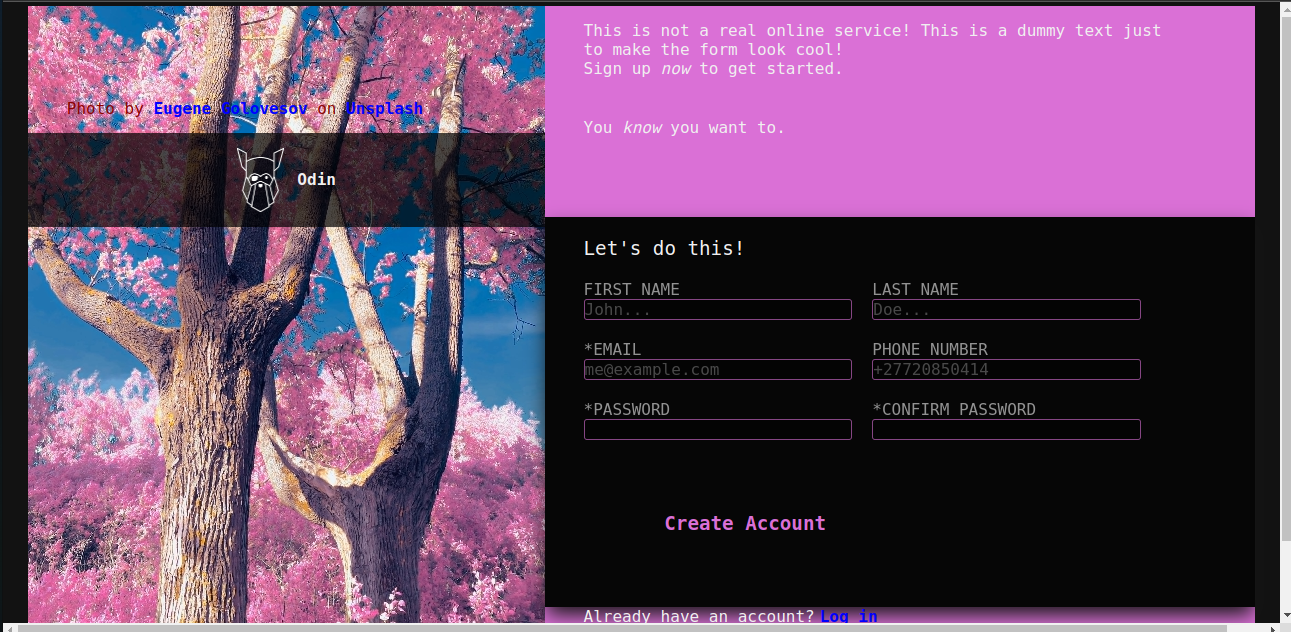 Photo by Eugene Golovesov on Unsplash
Odin
This is not a real online service! This is a dummy text just
to make the form look cool!
Sign up now to get started.
You know you want to.
Let's do this!
FIRST NAME LAST NAME
John... Doe...
*EMAIL PHONE NUMBER
me@example.com +27720850414
*PASSWORD *CONFIRM PASSWORD
Create Account
Already have an account? Log in